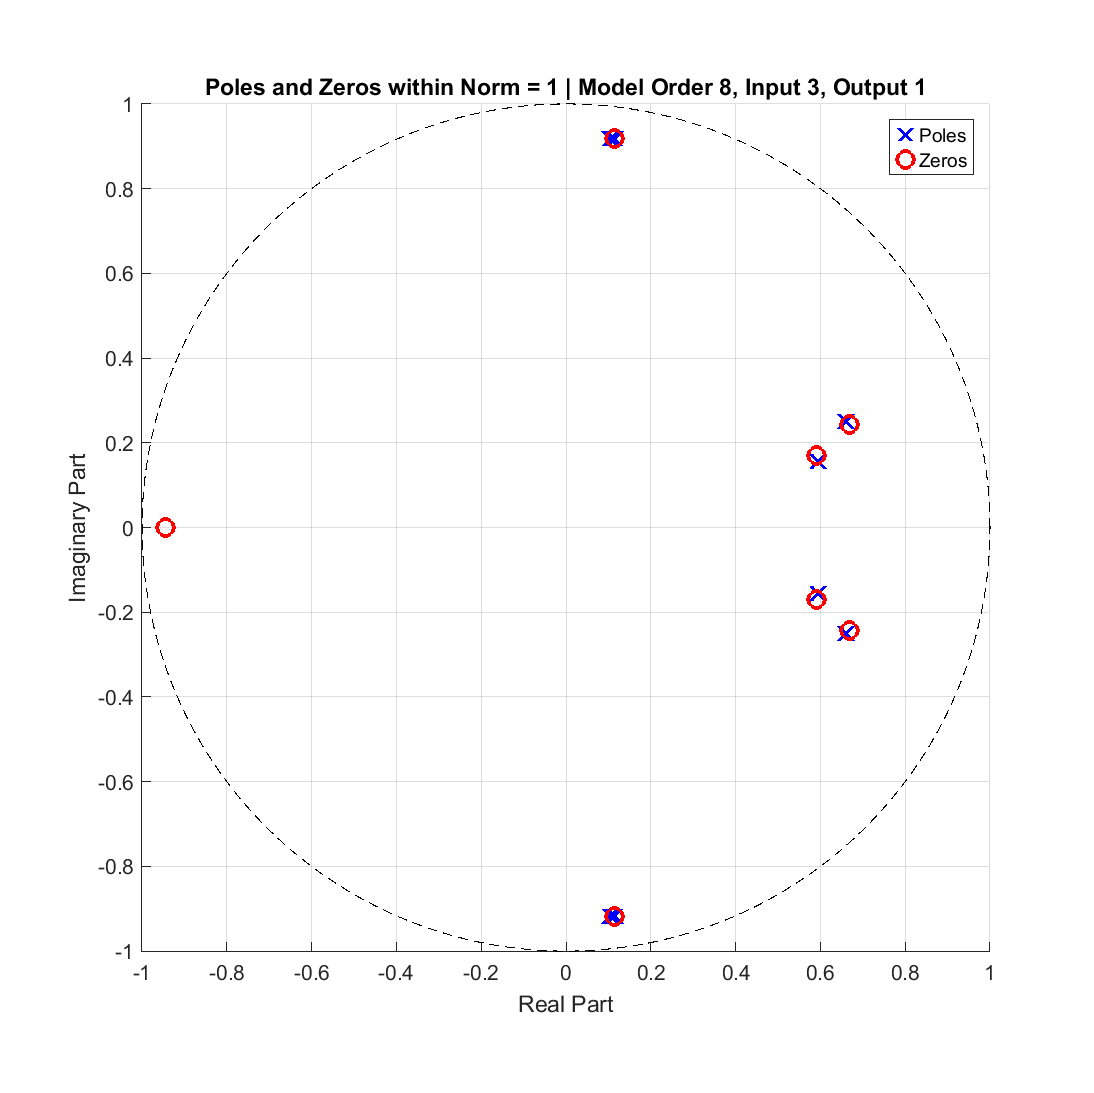 Poles and Zeros within Norm = 1 | Model Order 8, Input 3, Output 1
Poles
Zeros
1
0.8
0.6
0.4
0.2
0
-0.2
-0.4
-0.6
-0.8
-1
Imaginary Part
-1 -0.8 -0.6 -0.4 -0.2 0 0.2 0.4 0.6 0.8 1
Real Part